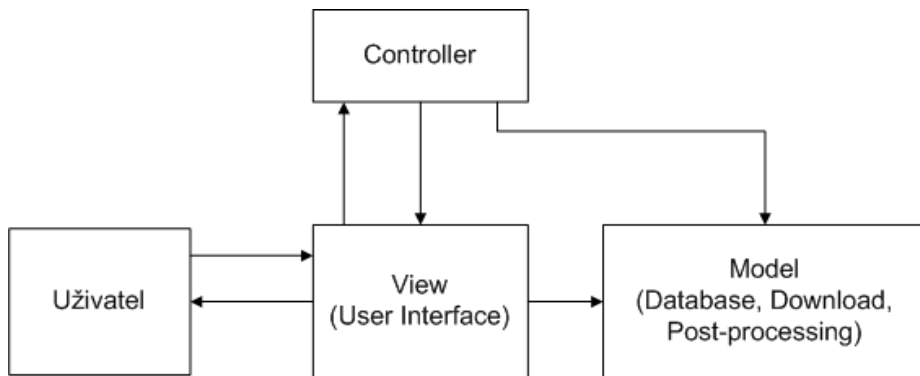 Controller
Uživatel
View
(User Interface)
Model
(Database, Download,
Post-processing)